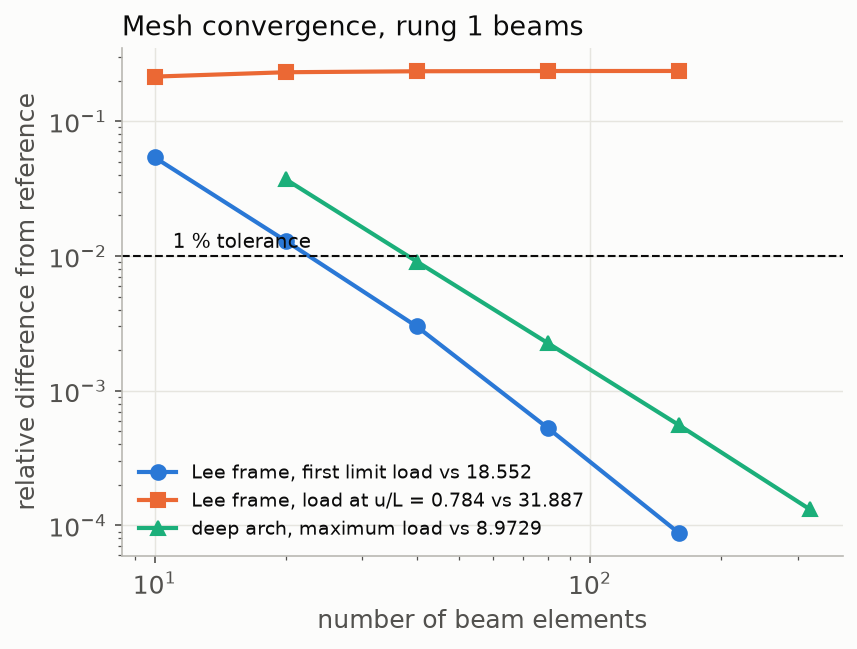 Mesh convergence, rung 1 beams
relative difference from reference
10⁻¹
10⁻²
10⁻³
10⁻⁴
1 % tolerance
Lee frame, first limit load vs 18.552
Lee frame, load at u/L = 0.784 vs 31.887
deep arch, maximum load vs 8.9729
10¹
10²
number of beam elements